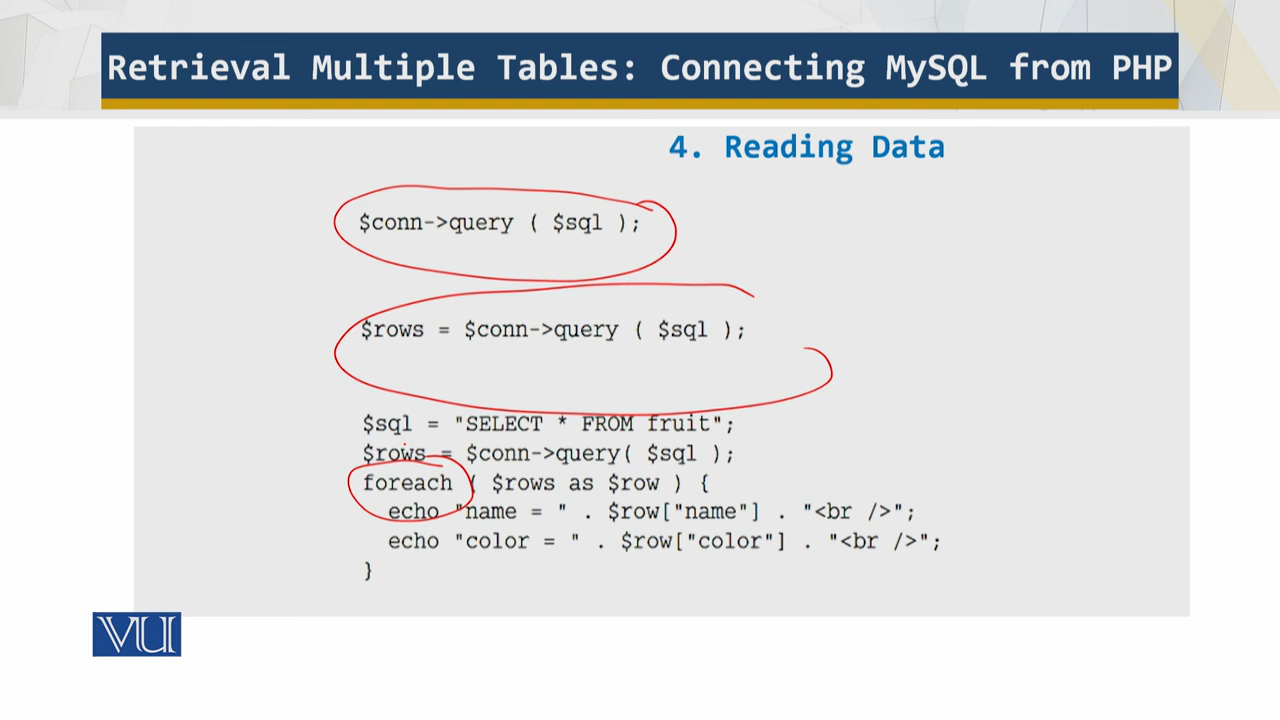 Retrieval Multiple Tables: Connecting MySQL from PHP
4. Reading Data
$conn->query ( $sql );
$rows = $conn->query ( $sql );
$sql = "SELECT * FROM fruit";
$rows = $conn->query( $sql );
foreach ( $rows as $row ) {
echo "name = " . $row["name"] . "<br />";
echo "color = " . $row["color"] . "<br />";
}
VU